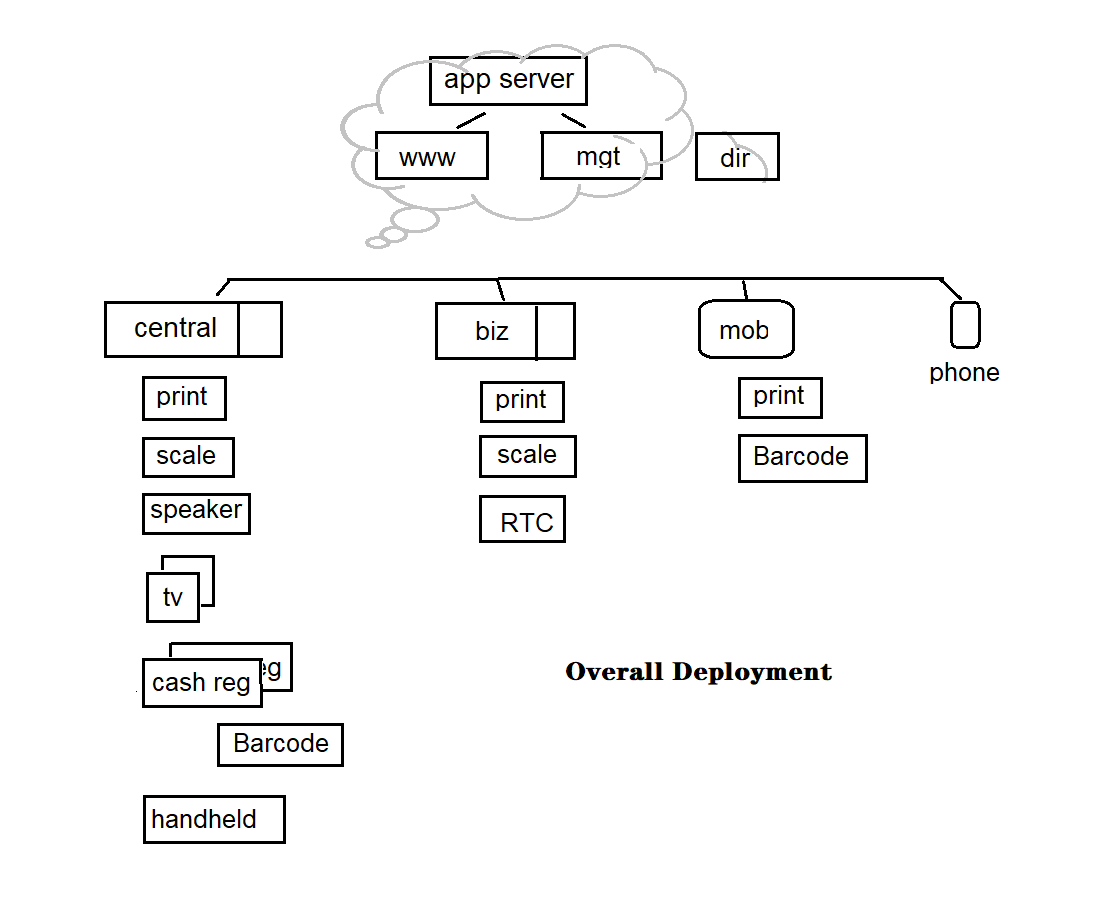 app server
www
mgt
dir
central
biz
mob
phone
print
scale
speaker
tv
eg
cash reg
Barcode
handheld
print
scale
RTC
print
Barcode
Overall Deployment